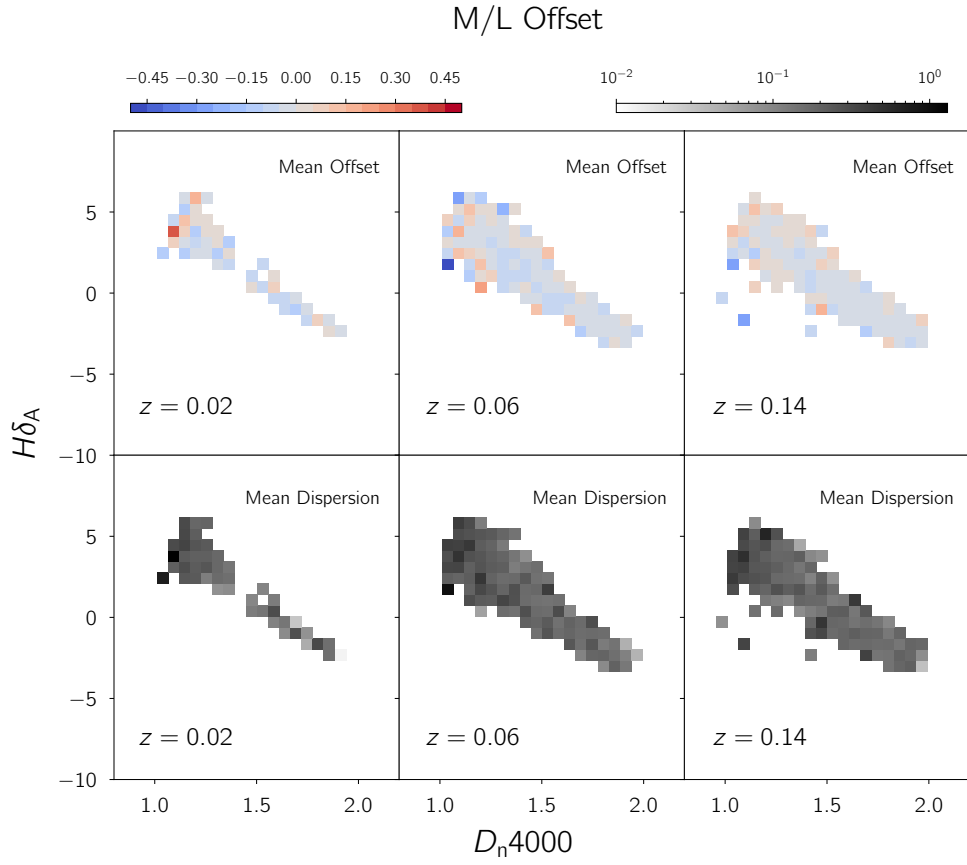 M/L Offset
−0.45 −0.30 −0.15 0.00 0.15 0.30 0.45
10⁻² 10⁻¹ 10⁰
Mean Offset Mean Offset Mean Offset
5
0
−5
z = 0.02 z = 0.06 z = 0.14
−10
HδA
Mean Dispersion Mean Dispersion Mean Dispersion
5
0
−5
z = 0.02 z = 0.06 z = 0.14
−10
1.0 1.5 2.0 1.0 1.5 2.0 1.0 1.5 2.0
Dn4000